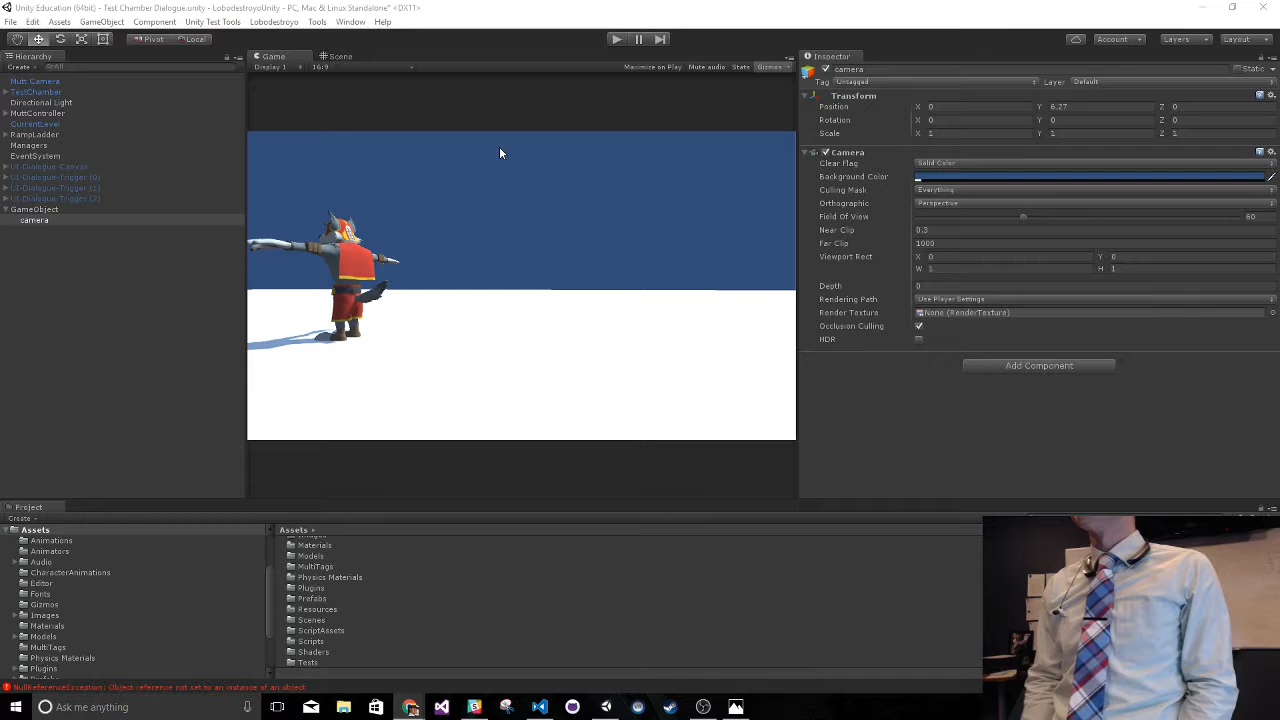 Unity Education (64bit) - Test Chamber Dialogue.unity - LobodestroyoUnity - PC, Mac & Linux Standalone* <DX11>
File Edit Assets GameObject Component Unity Test Tools Lobodestroyo Tools Window Help
Pivot Local Account Layers Layout
Hierarchy
Create All
Mutt Camera
TestChamber
Directional Light
MuttController
CurrentLevel
RampLadder
Managers
EventSystem
UI-Dialogue-Canvas
UI-Dialogue-Trigger (0)
UI-Dialogue-Trigger (1)
UI-Dialogue-Trigger (2)
GameObject
camera
Game Scene
Display 1 16:9 Maximize on Play Mute audio Stats Gizmos
Inspector
camera Static
Tag Untagged Layer Default
Transform
Position X 0 Y 6.27 Z 0
Rotation X 0 Y 0 Z 0
Scale X 1 Y 1 Z 1
Camera
Clear Flag Solid Color
Background Color
Culling Mask Everything
Orthographic Perspective
Field Of View 60
Near Clip 0.3
Far Clip 1000
Viewport Rect X 0 Y 0
W 1 H 1
Depth 0
Rendering Path Use Player Settings
Render Texture None (RenderTexture)
Occlusion Culling
HDR
Add Component
Project
Create
Assets
Animations
Animators
Audio
CharacterAnimations
Editor
Fonts
Gizmos
Images
Materials
Models
MultiTags
Physics Materials
Plugins
Assets
Materials
Models
MultiTags
Physics Materials
Plugins
Prefabs
Resources
Scenes
ScriptAssets
Scripts
Shaders
Tests
NullReferenceException: Object reference not set to an instance of an object
Ask me anything